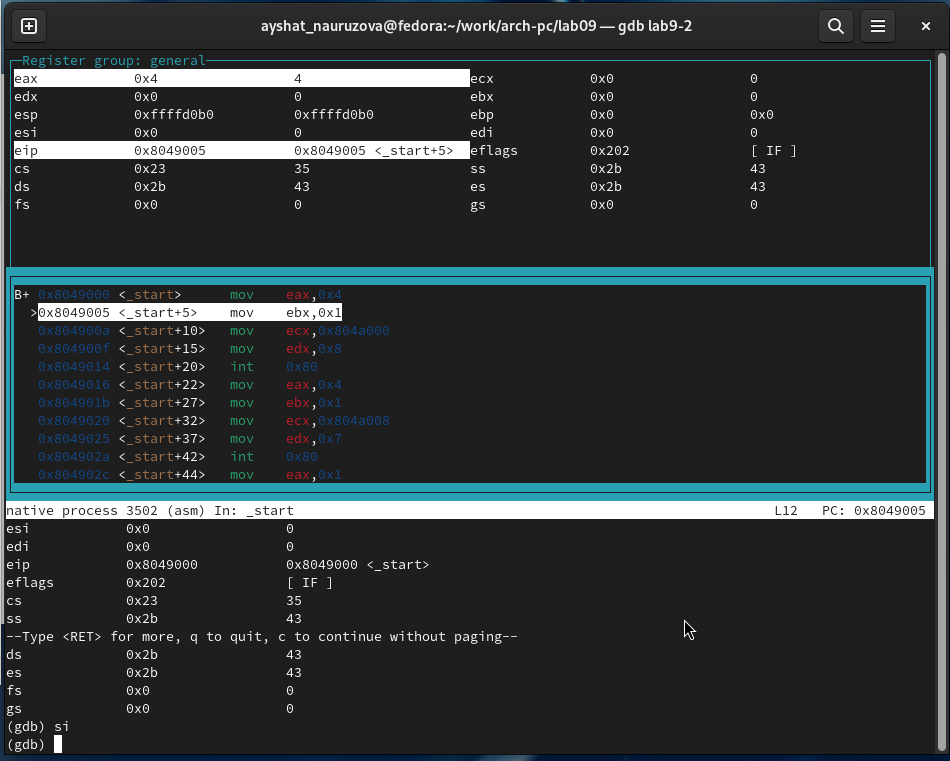 ayshat_nauruzova@fedora:~/work/arch-pc/lab09 — gdb lab9-2
Register group: general
eax 0x4 4 ecx 0x0 0
edx 0x0 0 ebx 0x0 0
esp 0xffffd0b0 0xffffd0b0 ebp 0x0 0x0
esi 0x0 0 edi 0x0 0
eip 0x8049005 0x8049005 <_start+5> eflags 0x202 [ IF ]
cs 0x23 35 ss 0x2b 43
ds 0x2b 43 es 0x2b 43
fs 0x0 0 gs 0x0 0
B+ 0x8049000 <_start> mov eax,0x4
>0x8049005 <_start+5> mov ebx,0x1
0x804900a <_start+10> mov ecx,0x804a000
0x804900f <_start+15> mov edx,0x8
0x8049014 <_start+20> int 0x80
0x8049016 <_start+22> mov eax,0x4
0x804901b <_start+27> mov ebx,0x1
0x8049020 <_start+32> mov ecx,0x804a008
0x8049025 <_start+37> mov edx,0x7
0x804902a <_start+42> int 0x80
0x804902c <_start+44> mov eax,0x1
native process 3502 (asm) In: _start L12 PC: 0x8049005
esi 0x0 0
edi 0x0 0
eip 0x8049000 0x8049000 <_start>
eflags 0x202 [ IF ]
cs 0x23 35
ss 0x2b 43
--Type <RET> for more, q to quit, c to continue without paging--
ds 0x2b 43
es 0x2b 43
fs 0x0 0
gs 0x0 0
(gdb) si
(gdb)